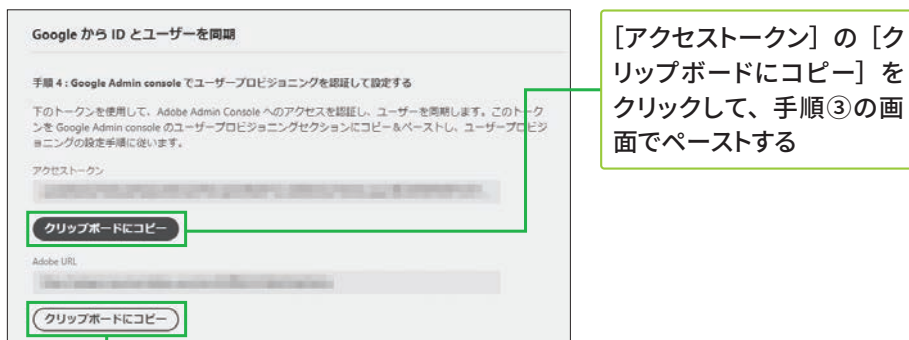 Google から ID とユーザーを同期
手順 4 : Google Admin console でユーザープロビジョニングを認証して設定する
下のトークンを使用して、Adobe Admin Console へのアクセスを認証し、ユーザーを同期します。このトーク
ンを Google Admin console のユーザープロビジョニングセクションにコピー&ペーストし、ユーザープロビジ
ョニングの設定手順に従います。
アクセストークン
クリップボードにコピー
Adobe URL
クリップボードにコピー
[アクセストークン]の[ク
リップボードにコピー]を
クリックして、手順③の画
面でペーストする